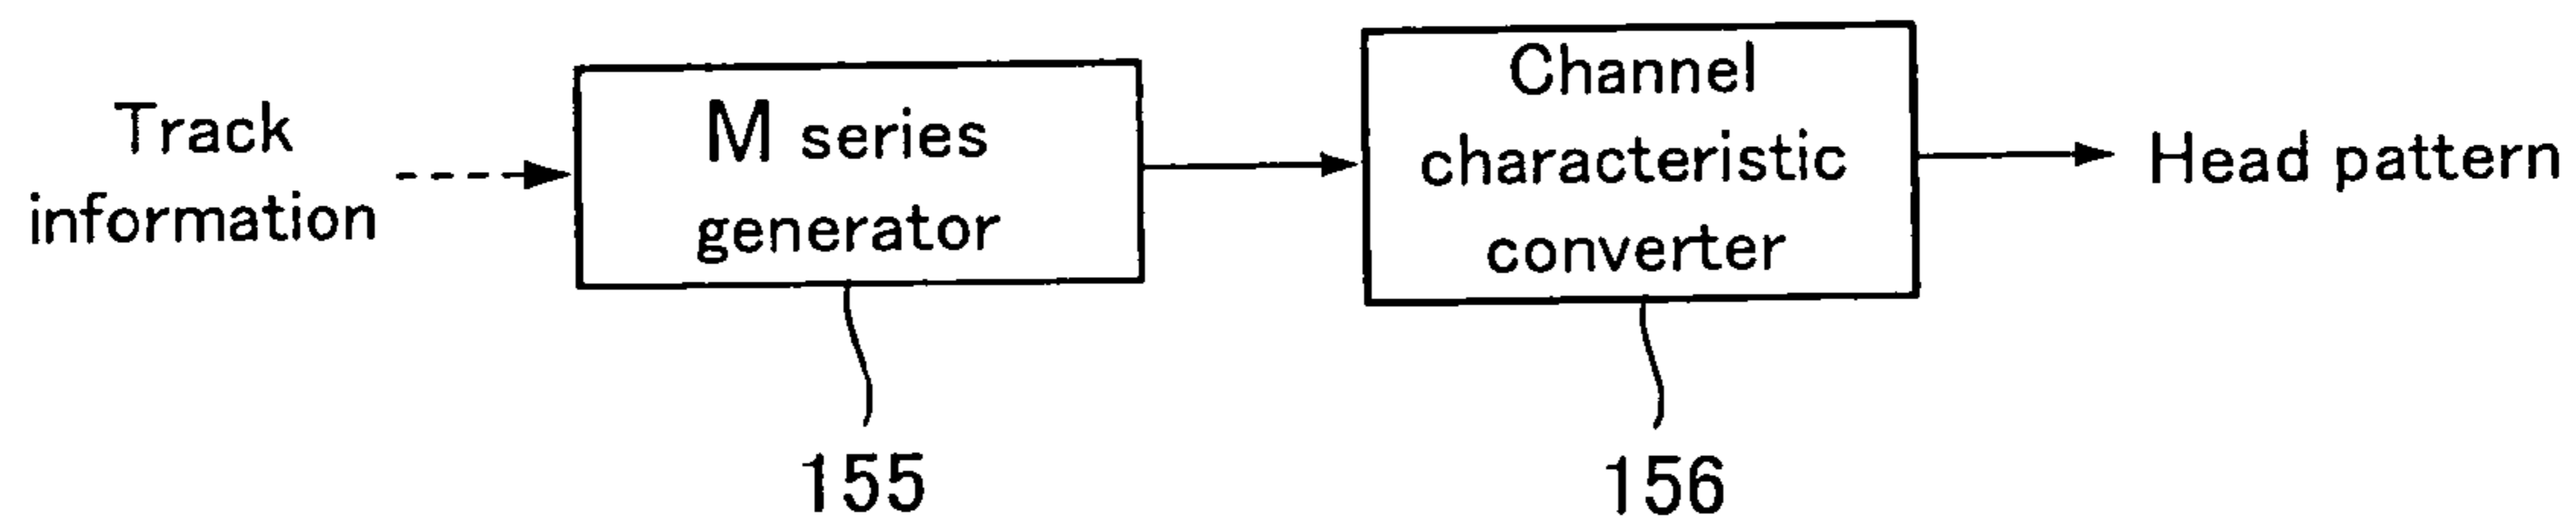 Track
information
M series
generator
Channel
characteristic
converter
Head pattern
155
156